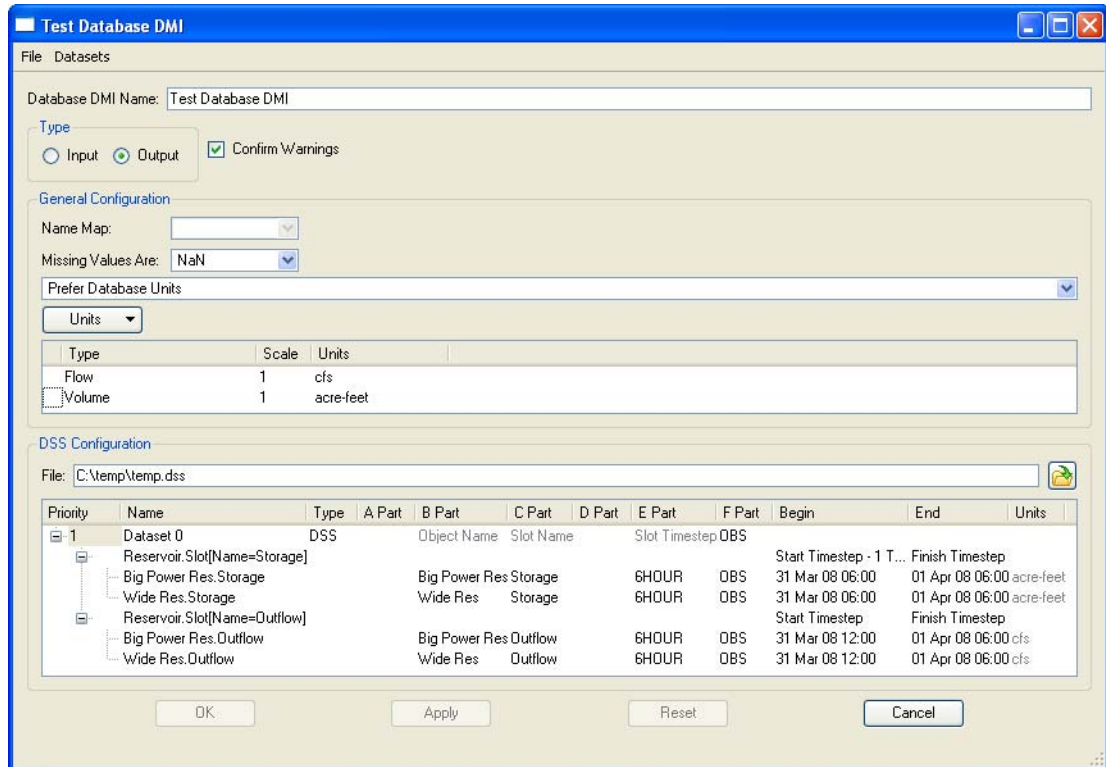 Test Database DMI
File Datasets
Database DMI Name: Test Database DMI
Type
Input Output Confirm Warnings
General Configuration
Name Map:
Missing Values Are: NaN
Prefer Database Units
Units
Type Scale Units
Flow 1 cfs
Volume 1 acre-feet
DSS Configuration
File: C:\temp\temp.dss
Priority Name Type A Part B Part C Part D Part E Part F Part Begin End Units
1 Dataset 0 DSS Object Name Slot Name Slot Timestep OBS
Reservoir.Slot[Name=Storage] Start Timestep - 1 T... Finish Timestep
Big Power Res.Storage Big Power Res Storage 6HOUR OBS 31 Mar 08 06:00 01 Apr 08 06:00 acre-feet
Wide Res.Storage Wide Res Storage 6HOUR OBS 31 Mar 08 06:00 01 Apr 08 06:00 acre-feet
Reservoir.Slot[Name=Outflow] Start Timestep Finish Timestep
Big Power Res.Outflow Big Power Res Outflow 6HOUR OBS 31 Mar 08 12:00 01 Apr 08 06:00 cfs
Wide Res.Outflow Wide Res Outflow 6HOUR OBS 31 Mar 08 12:00 01 Apr 08 06:00 cfs
OK Apply Reset Cancel